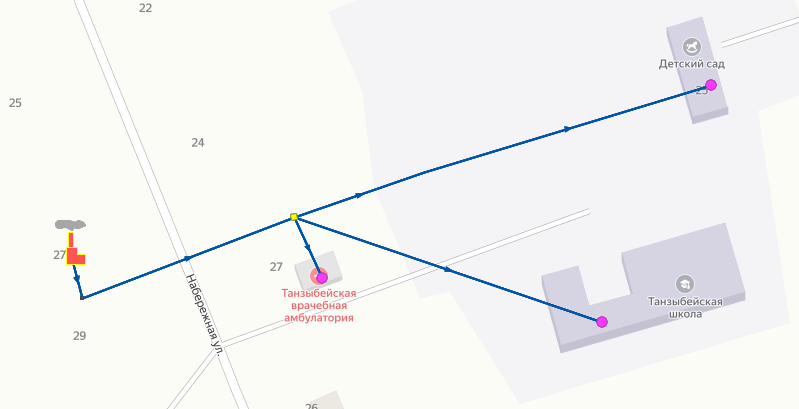 22
Детский сад
23
25
24
27
27
Танзыбейская
врачебная
амбулатория
Танзыбейская
школа
Набережная ул.
29
26